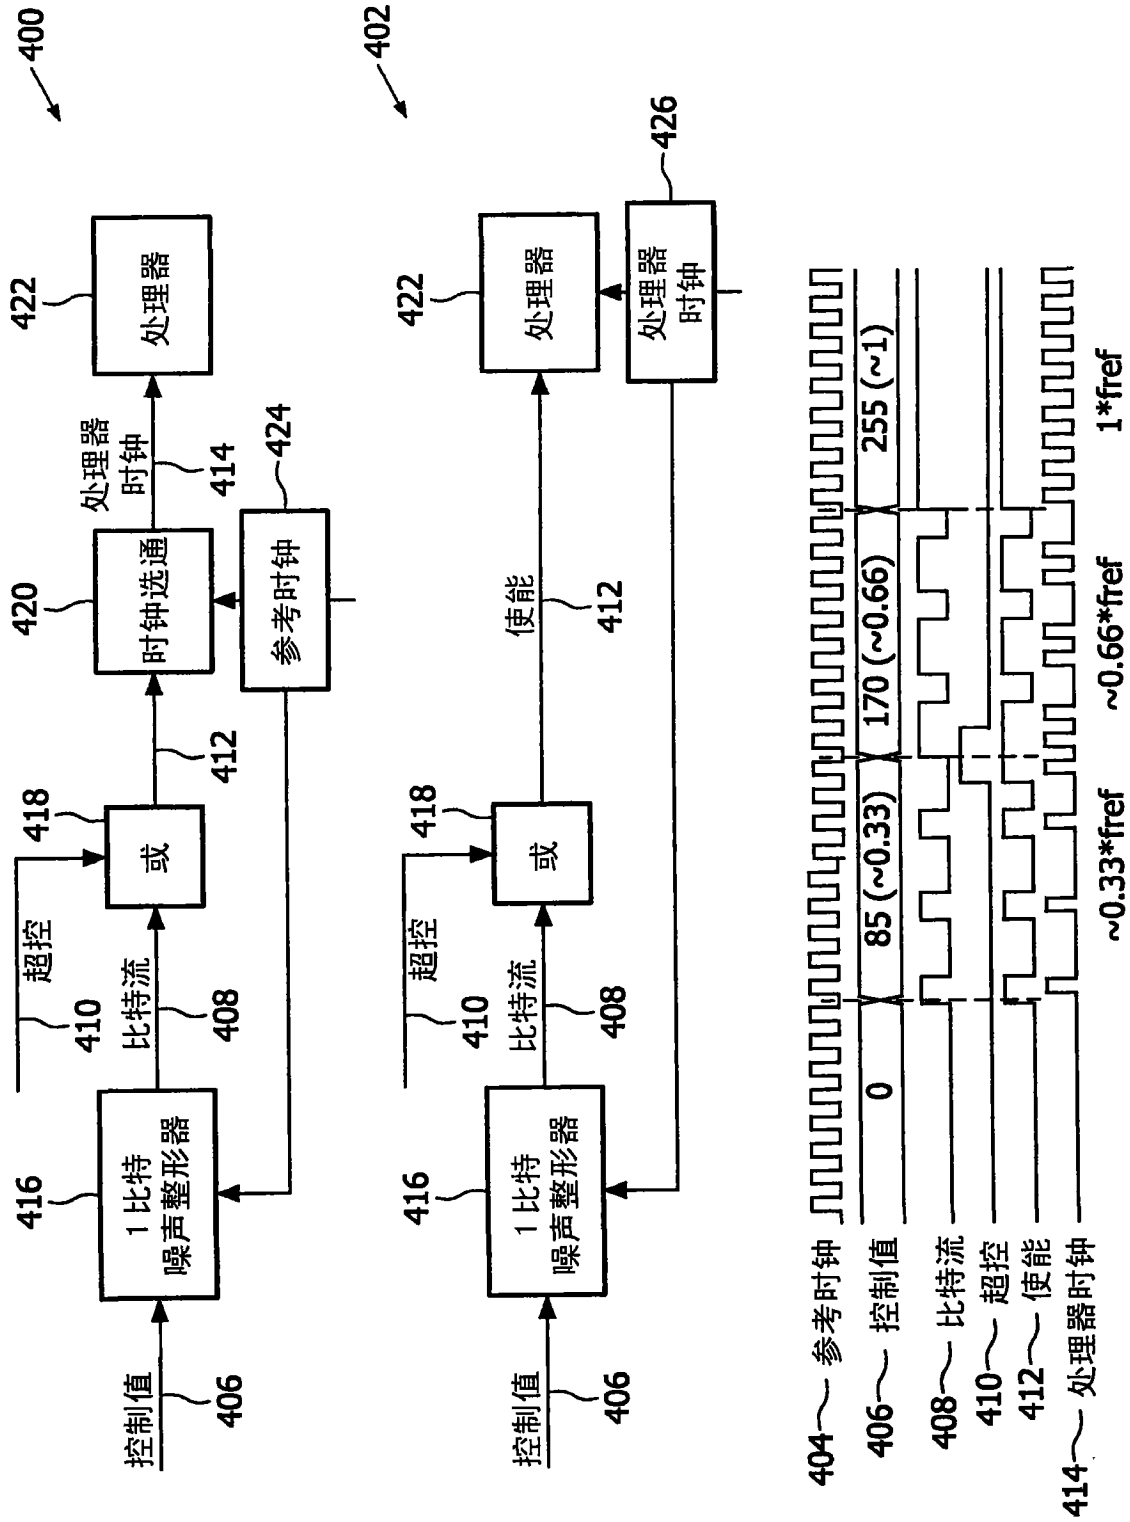 400
控制值
406
416
1比特
噪声整形器
比特流
408
410
超控
418
或
412
420
时钟选通
424
参考时钟
处理器
时钟
414
422
处理器
402
控制值
406
416
1比特
噪声整形器
比特流
408
410
超控
418
或
使能
412
422
处理器
426
处理器
时钟
404 参考时钟
406 控制值
0
85 (~0.33)
170 (~0.66)
255 (~1)
408 比特流
410 超控
412 使能
414 处理器时钟
~0.33*fref
~0.66*fref
1*fref